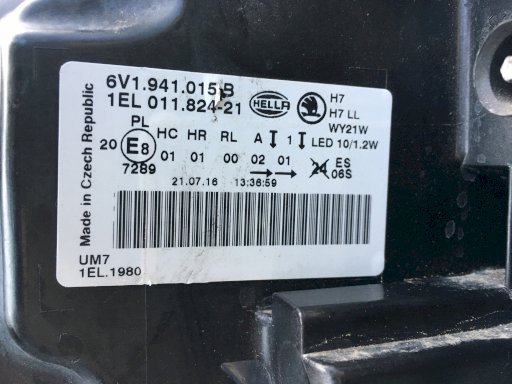 6V1.941.015 B
1EL 011.824-21
HELLA
H7
H7 LL
WY21W
LED 10/1.2W
PL
HC HR RL A 1
20 E8 01 01 00 02 01 24 ES
7289 06S
21.07.16 13:36:59
Made in Czech Republic
UM7
1EL.1980